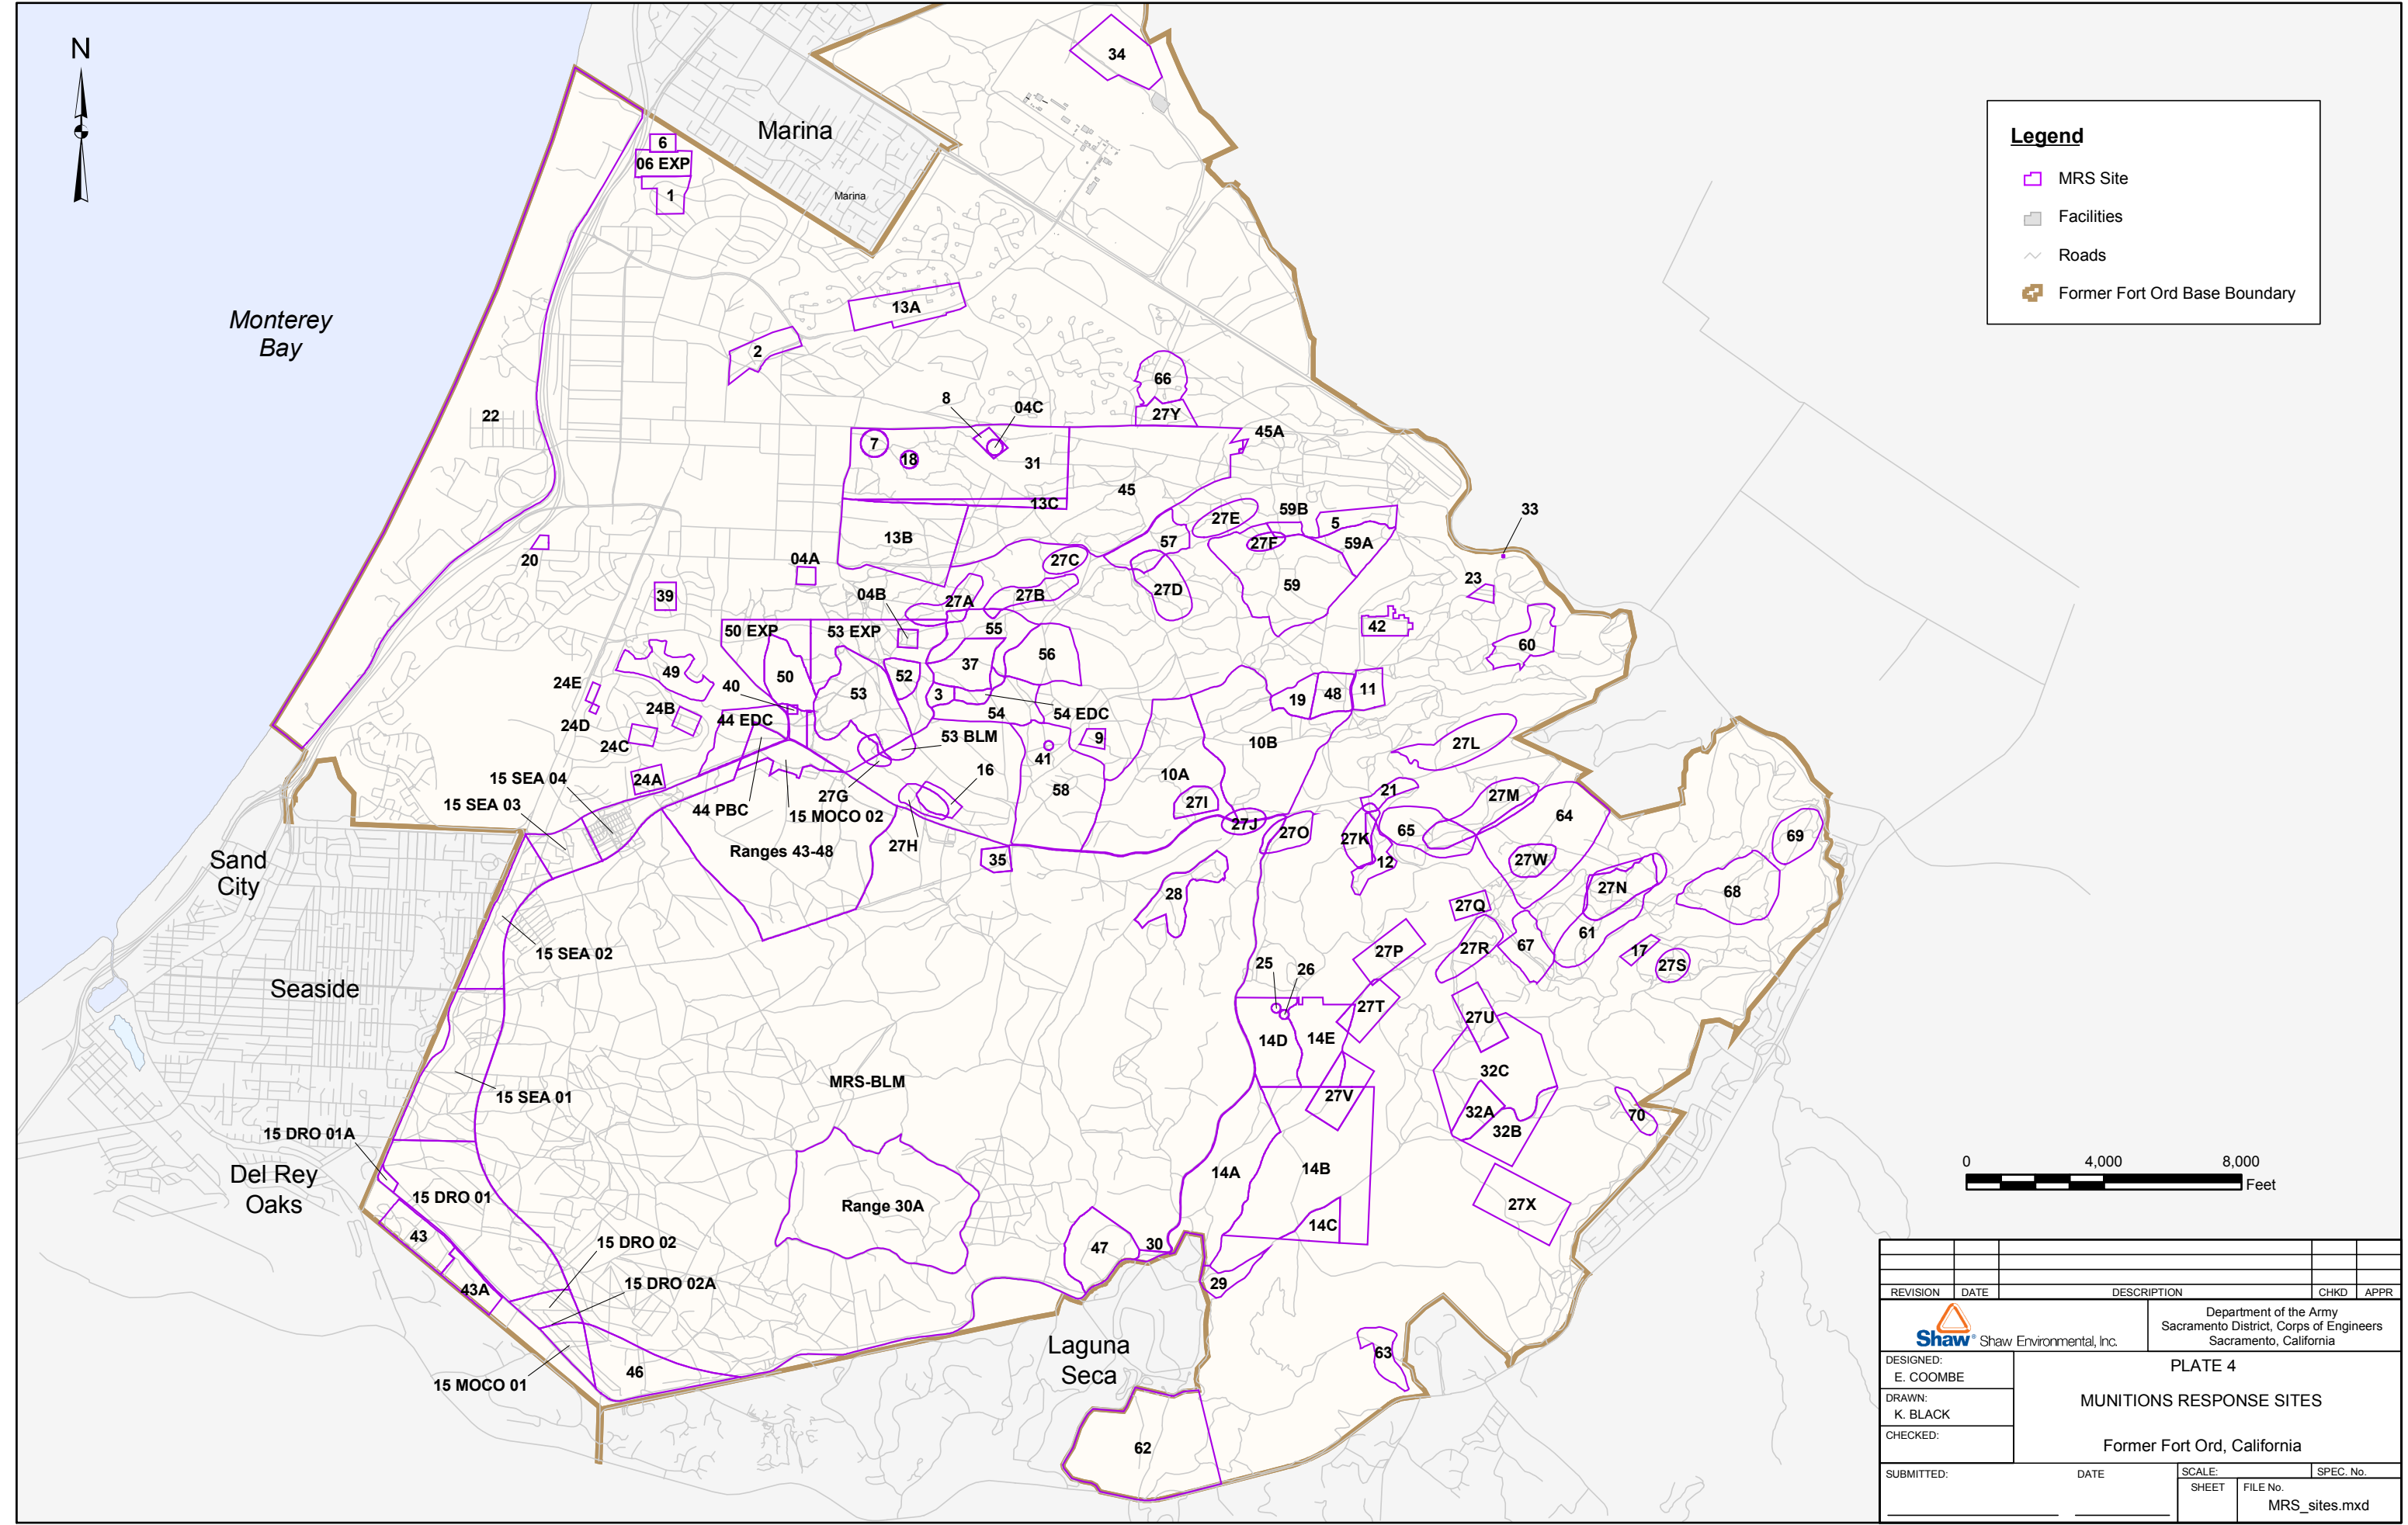 N
Marina
Marina
Monterey
Bay
Sand
City
Seaside
Del Rey
Oaks
Laguna
Seca
34
6
06 EXP
1
13A
2
22
66
27Y
8
04C
7
18
31
45A
45
13C
13B
27E
59B
5
33
57
27F
59A
20
04A
27C
27D
59
23
39
04B
27A
27B
42
60
50 EXP
53 EXP
55
56
37
49
50
52
53
3
19
48
11
24E
40
24B
44 EDC
54
54 EDC
24D
24C
53 BLM
9
10B
27L
41
15 SEA 04
24A
16
10A
58
27I
21
27M
15 SEA 03
44 PBC
27G
15 MOCO 02
64
27J
27O
27K
65
69
Ranges 43-48
27H
35
12
27W
28
27N
68
27Q
15 SEA 02
61
27P
27R
67
17
27S
25
26
27T
27U
14D
14E
32C
MRS-BLM
15 SEA 01
27V
32A
70
32B
15 DRO 01A
14A
14B
15 DRO 01
Range 30A
27X
14C
43
15 DRO 02
47
30
43A
15 DRO 02A
29
63
46
15 MOCO 01
62
Legend
MRS Site
Facilities
Roads
Former Fort Ord Base Boundary
0 4,000 8,000
Feet
REVISION DATE DESCRIPTION CHKD APPR
Shaw® Shaw Environmental, Inc.
Department of the Army
Sacramento District, Corps of Engineers
Sacramento, California
DESIGNED:
E. COOMBE
DRAWN:
K. BLACK
CHECKED:
PLATE 4
MUNITIONS RESPONSE SITES
Former Fort Ord, California
SUBMITTED: DATE
SCALE: SPEC. No.
SHEET FILE No.
MRS_sites.mxd